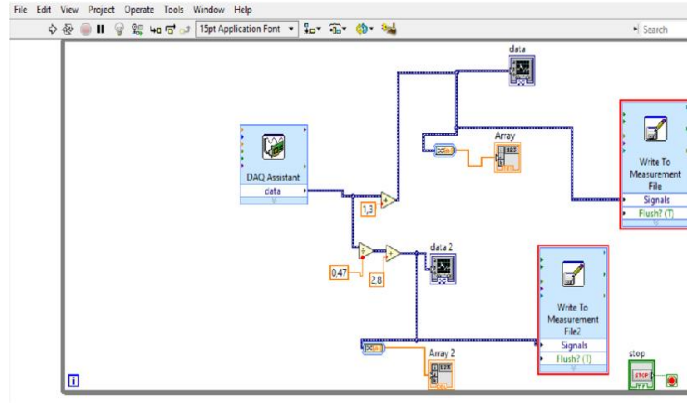 File Edit View Project Operate Tools Window Help
15pt Application Font
Search
data
Array
DAQ Assistant
data
Write To
Measurement
File
Signals
Flush? (T)
1,3
data 2
0,47
2,8
Write To
Measurement
File2
Signals
Flush? (T)
Array 2
stop
STOP
i